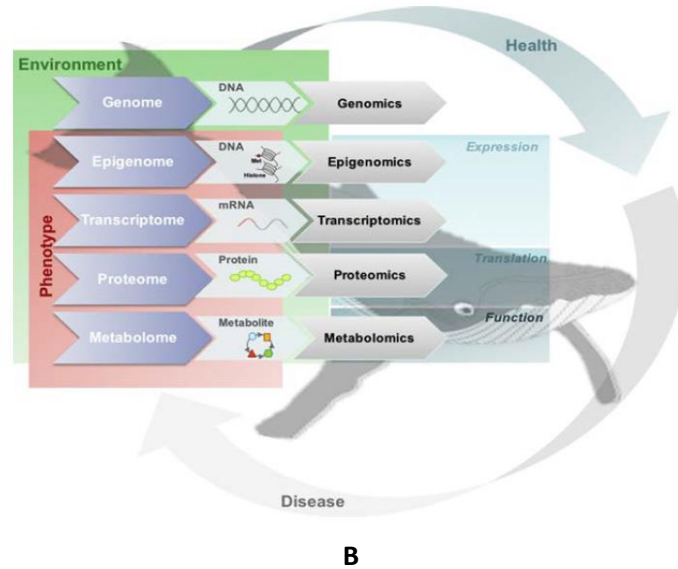 Health
Environment
Genome
DNA
Genomics
Epigenome
DNA
Met
Histone
Epigenomics
Expression
Transcriptome
mRNA
Transcriptomics
Phenotype
Proteome
Protein
Proteomics
Translation
Metabolome
Metabolite
Metabolomics
Function
Disease
B